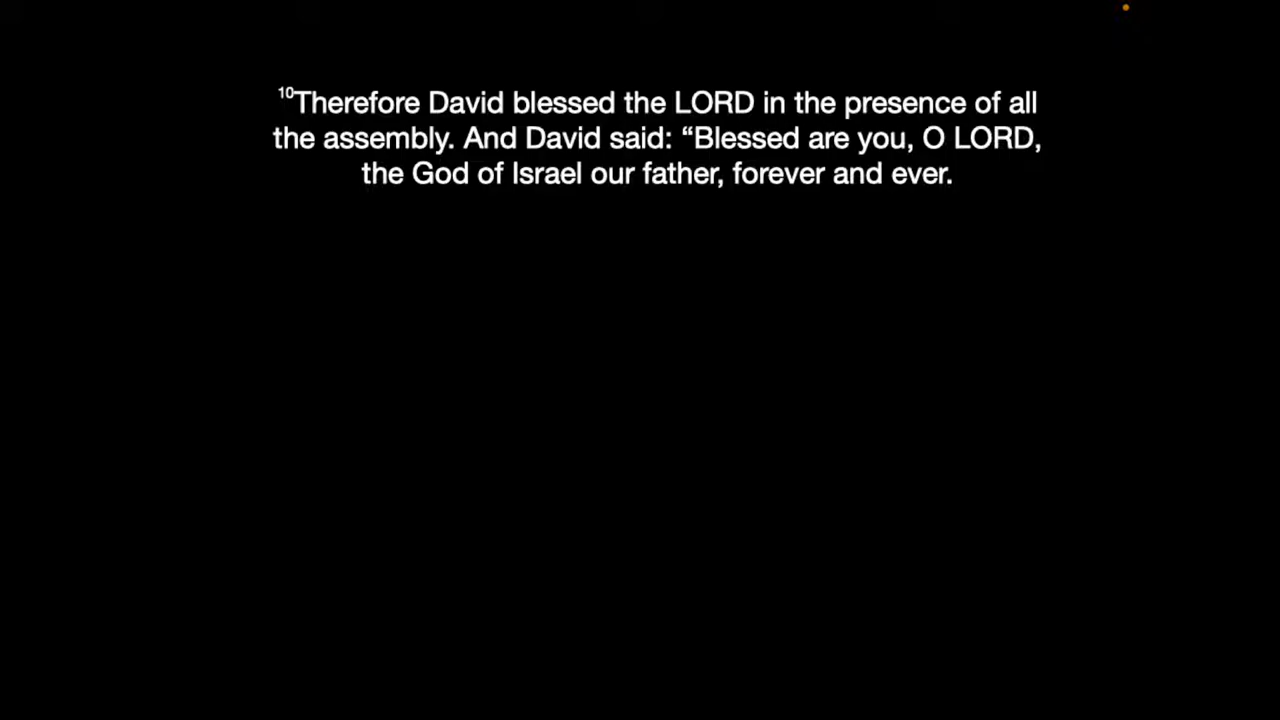 ¹⁰Therefore David blessed the LORD in the presence of all
the assembly. And David said: “Blessed are you, O LORD,
the God of Israel our father, forever and ever.